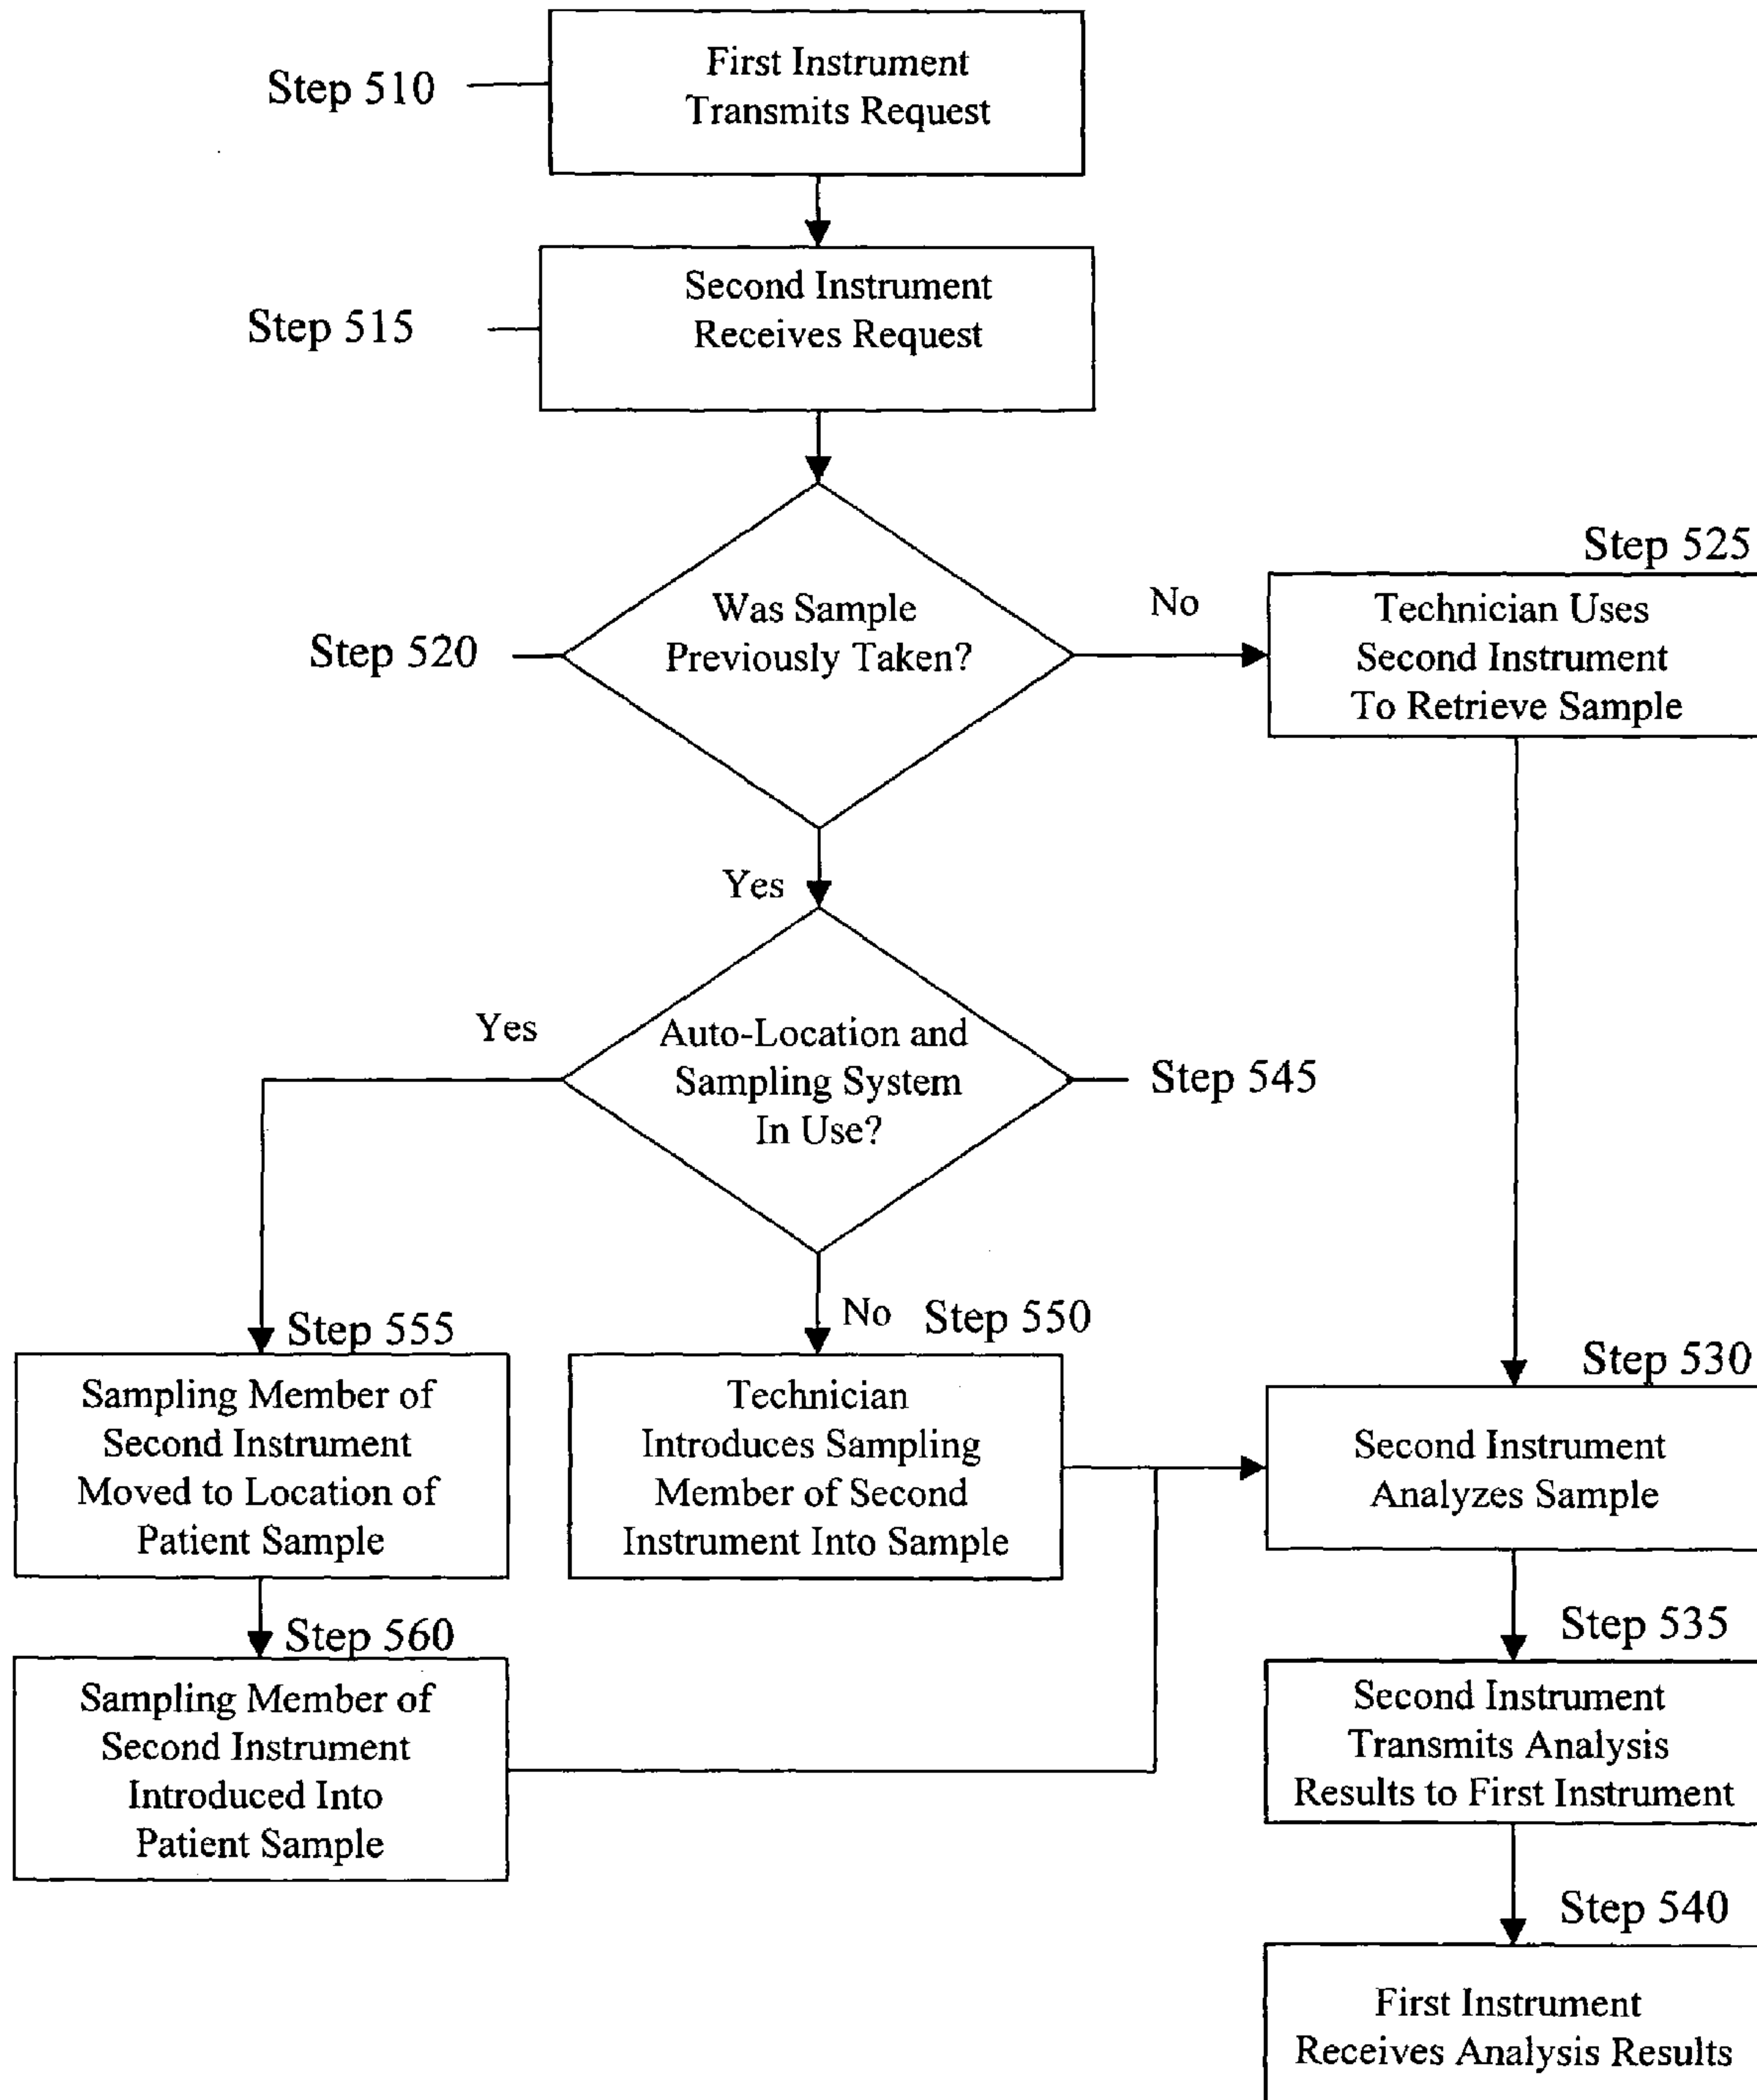 Step 510
First Instrument
Transmits Request
Step 515
Second Instrument
Receives Request
Step 520
Was Sample
Previously Taken?
No
Step 525
Technician Uses
Second Instrument
To Retrieve Sample
Yes
Yes
Auto-Location and
Sampling System
In Use?
Step 545
Step 555
Sampling Member of
Second Instrument
Moved to Location of
Patient Sample
No
Step 550
Technician
Introduces Sampling
Member of Second
Instrument Into Sample
Step 530
Second Instrument
Analyzes Sample
Step 560
Sampling Member of
Second Instrument
Introduced Into
Patient Sample
Step 535
Second Instrument
Transmits Analysis
Results to First Instrument
Step 540
First Instrument
Receives Analysis Results